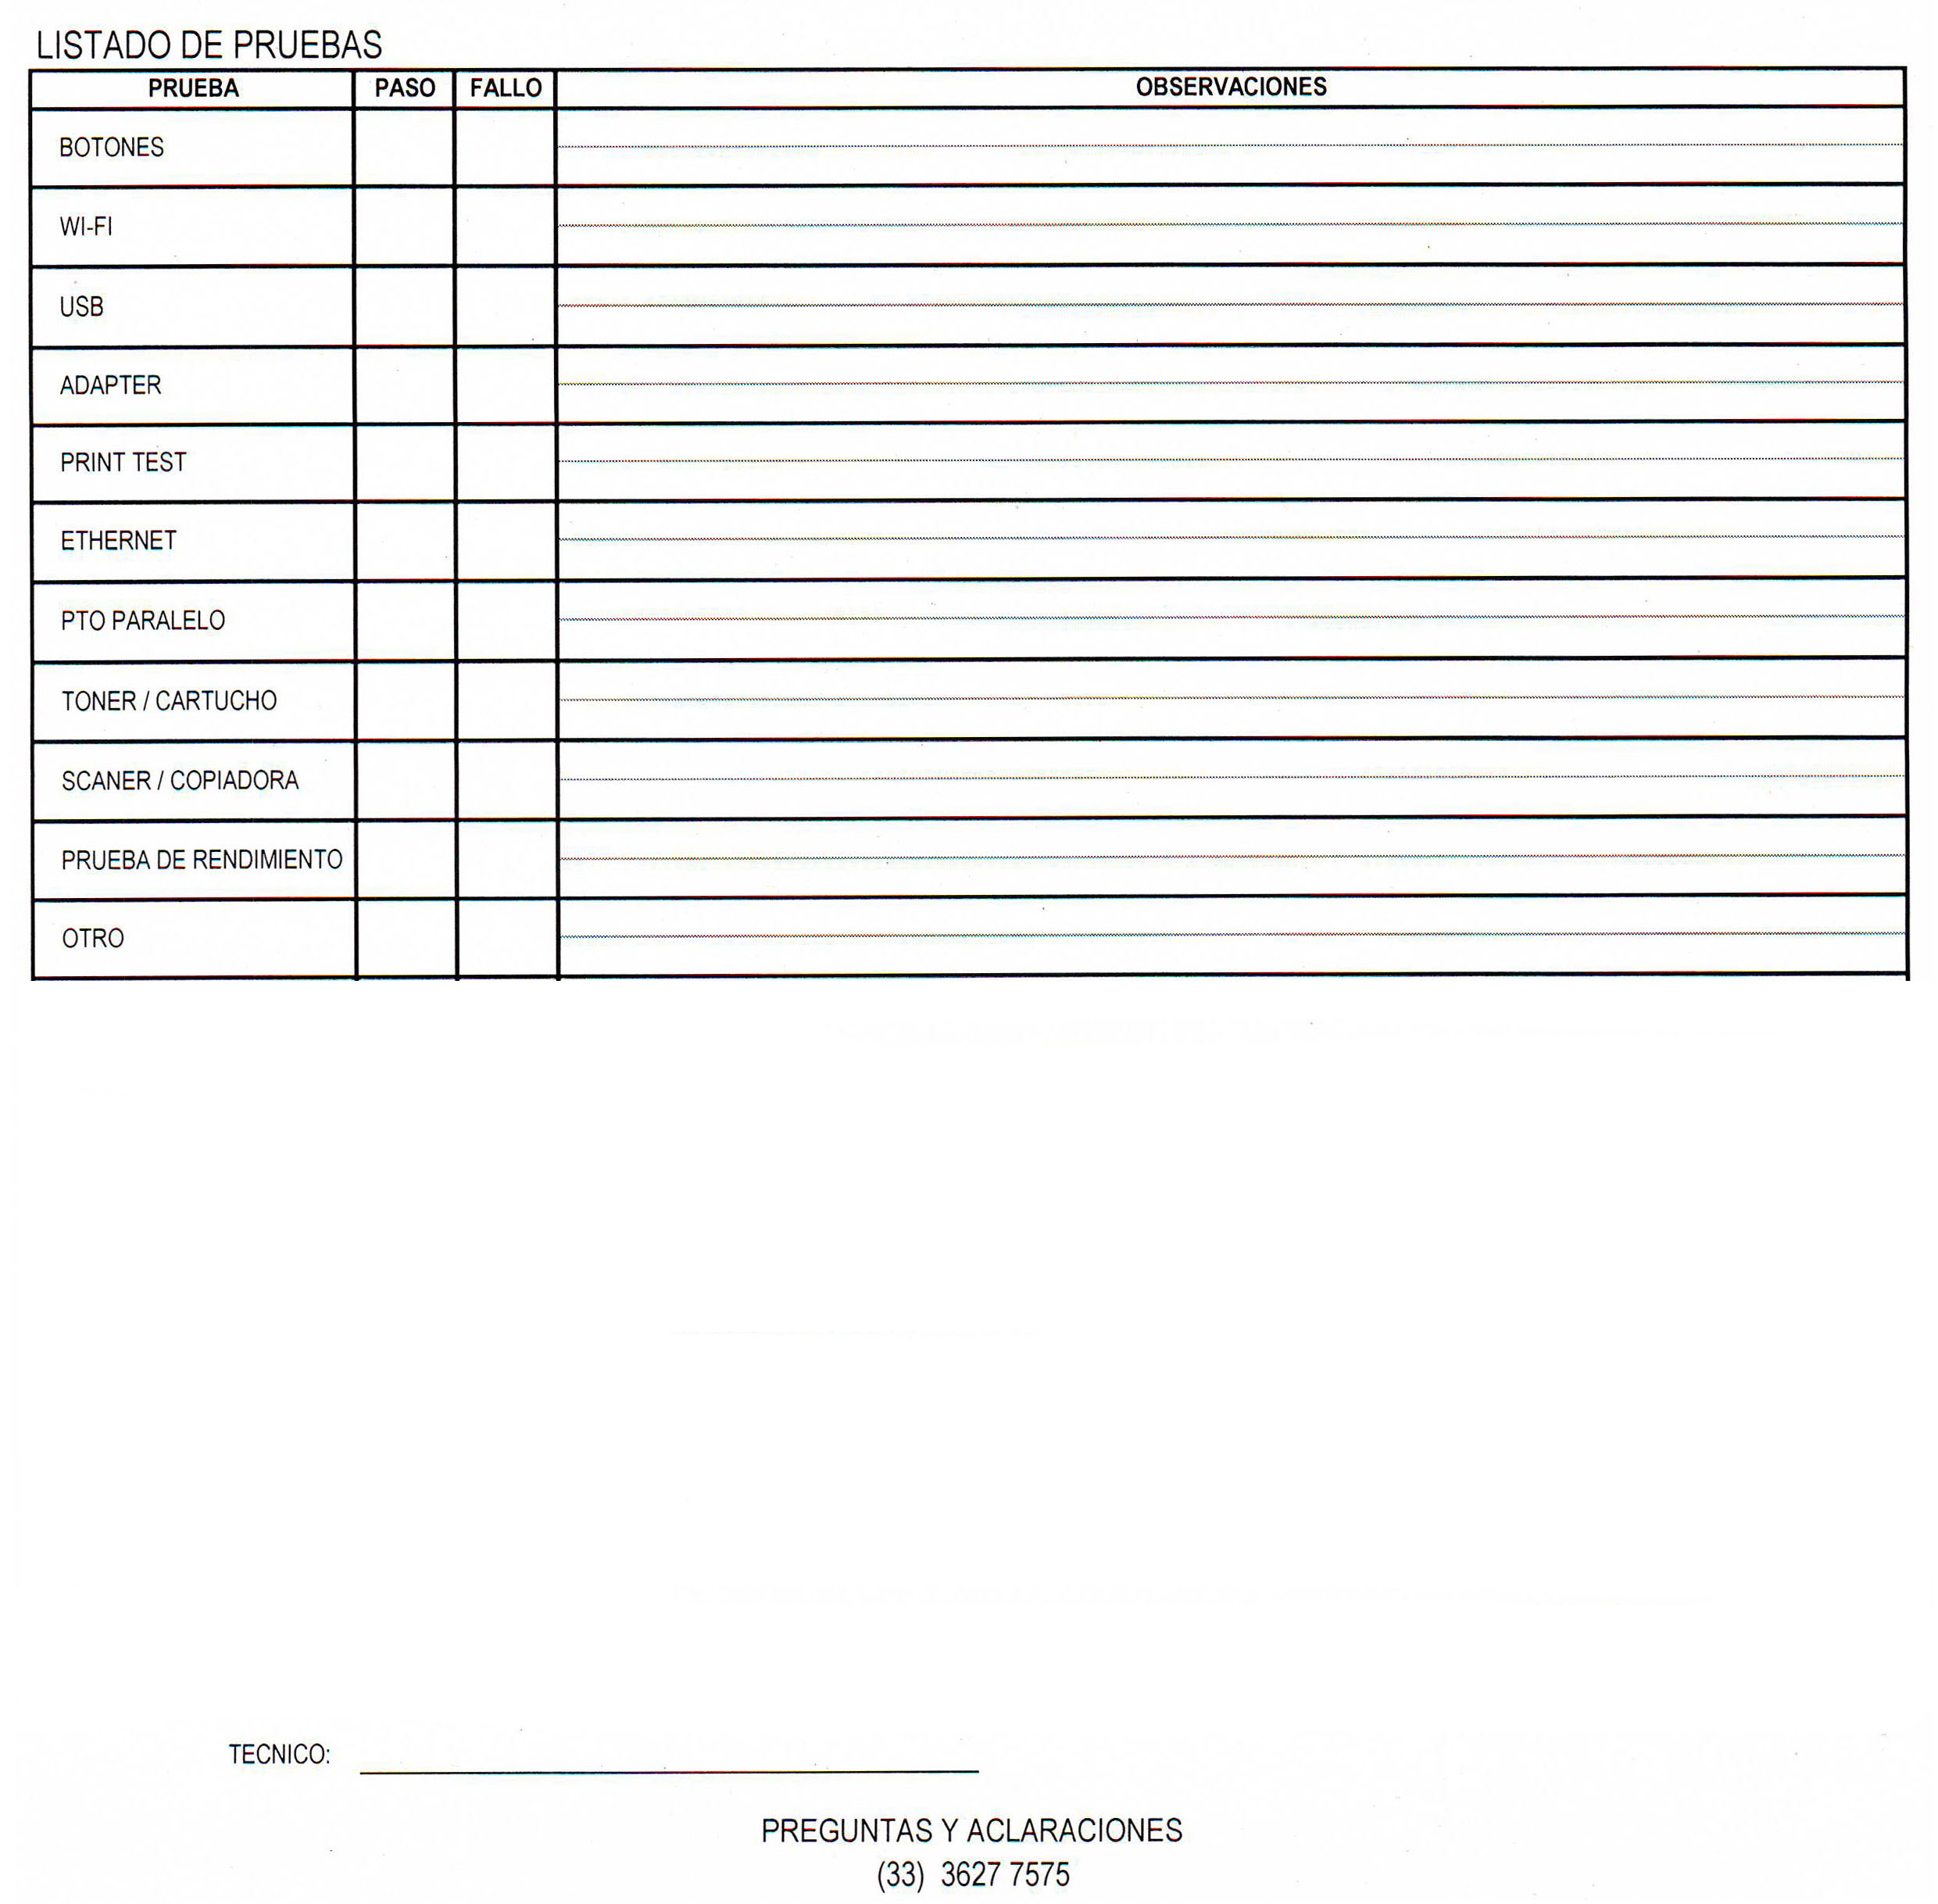 LISTADO DE PRUEBAS
PRUEBA PASO FALLO OBSERVACIONES
BOTONES
WI-FI
USB
ADAPTER
PRINT TEST
ETHERNET
PTO PARALELO
TONER / CARTUCHO
SCANER / COPIADORA
PRUEBA DE RENDIMIENTO
OTRO
TECNICO:
PREGUNTAS Y ACLARACIONES
(33) 3627 7575